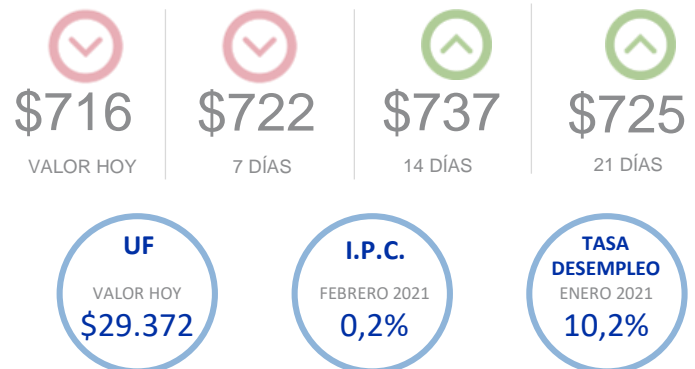 $716
VALOR HOY
$722
7 DÍAS
$737
14 DÍAS
$725
21 DÍAS
UF
VALOR HOY
$29.372
I.P.C.
FEBRERO 2021
0,2%
TASA
DESEMPLEO
ENERO 2021
10,2%